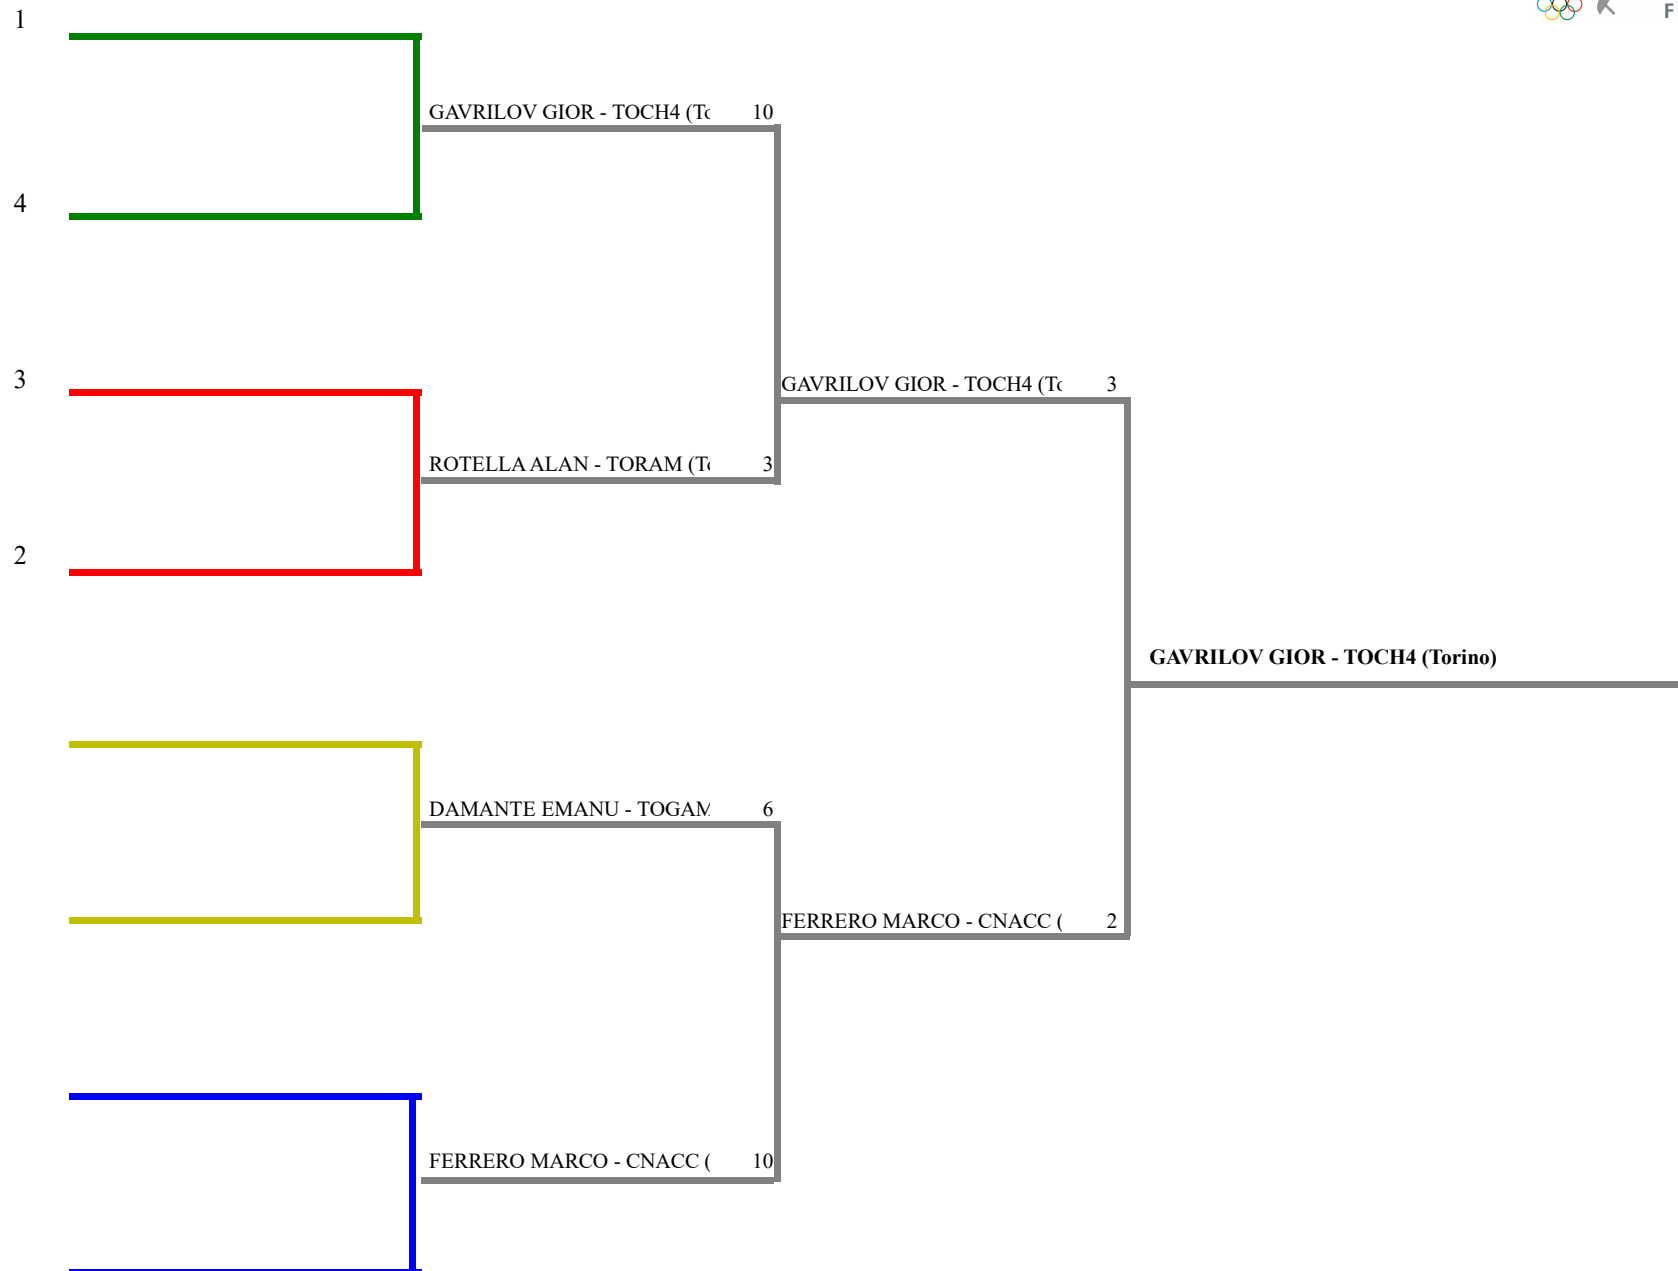 1
F
GAVRILOV GIOR - TOCH4 (To 10
4
3
GAVRILOV GIOR - TOCH4 (To 3
ROTELLA ALAN - TORAM (To 3
2
GAVRILOV GIOR - TOCH4 (Torino)
DAMANTE EMANU - TOGAM 6
FERRERO MARCO - CNACC ( 2
FERRERO MARCO - CNACC ( 10